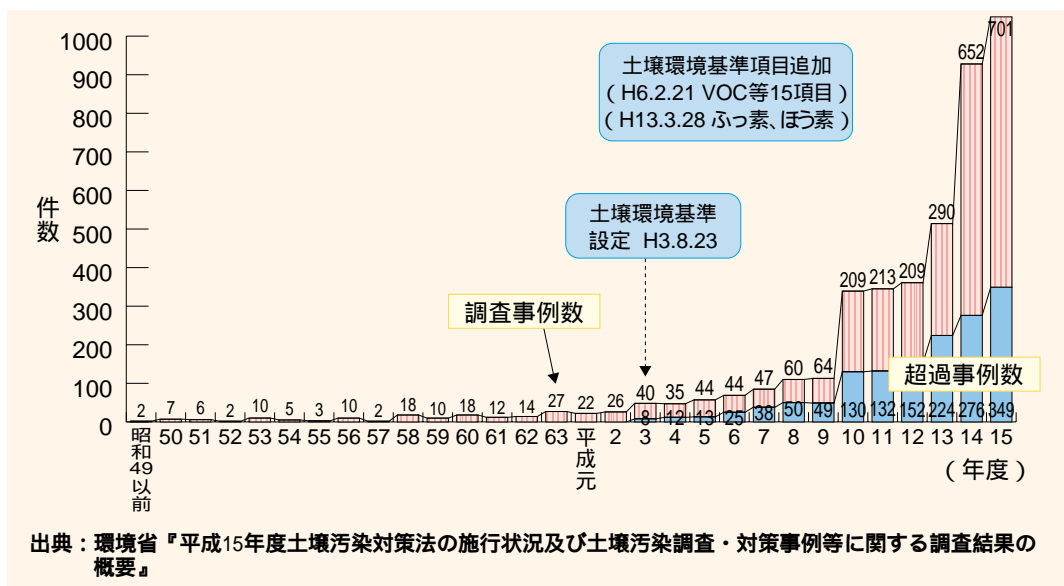 1000
900
800
700
600
500
400
300
200
100
0
件数
土壌環境基準項目追加
(H6.2.21 VOC等15項目)
(H13.3.28 ふっ素、ほう素)
土壌環境基準
設定 H3.8.23
調査事例数
超過事例数
2 7 6 2 10 5 3 10 2 18 10 18 12 14 27 22 26 40 35 44 44 47 60 64 209 213 209 290 652 701
8 12 13 25 38 50 49 130 132 152 224 276 349
昭和49以前 50 51 52 53 54 55 56 57 58 59 60 61 62 63 平成元 2 3 4 5 6 7 8 9 10 11 12 13 14 15
(年度)
出典:環境省『平成15年度土壌汚染対策法の施行状況及び土壌汚染調査・対策事例等に関する調査結果の
概要』